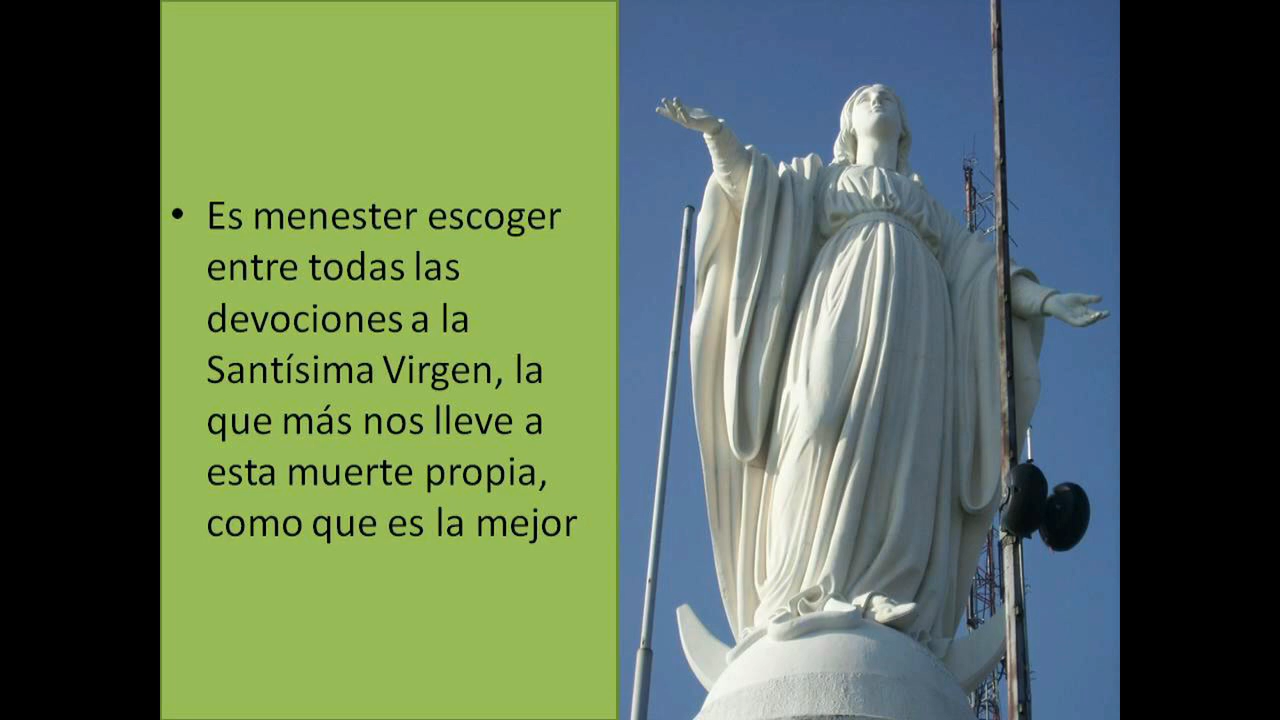 • Es menester escoger
entre todas las
devociones a la
Santísima Virgen, la
que más nos lleve a
esta muerte propia,
como que es la mejor